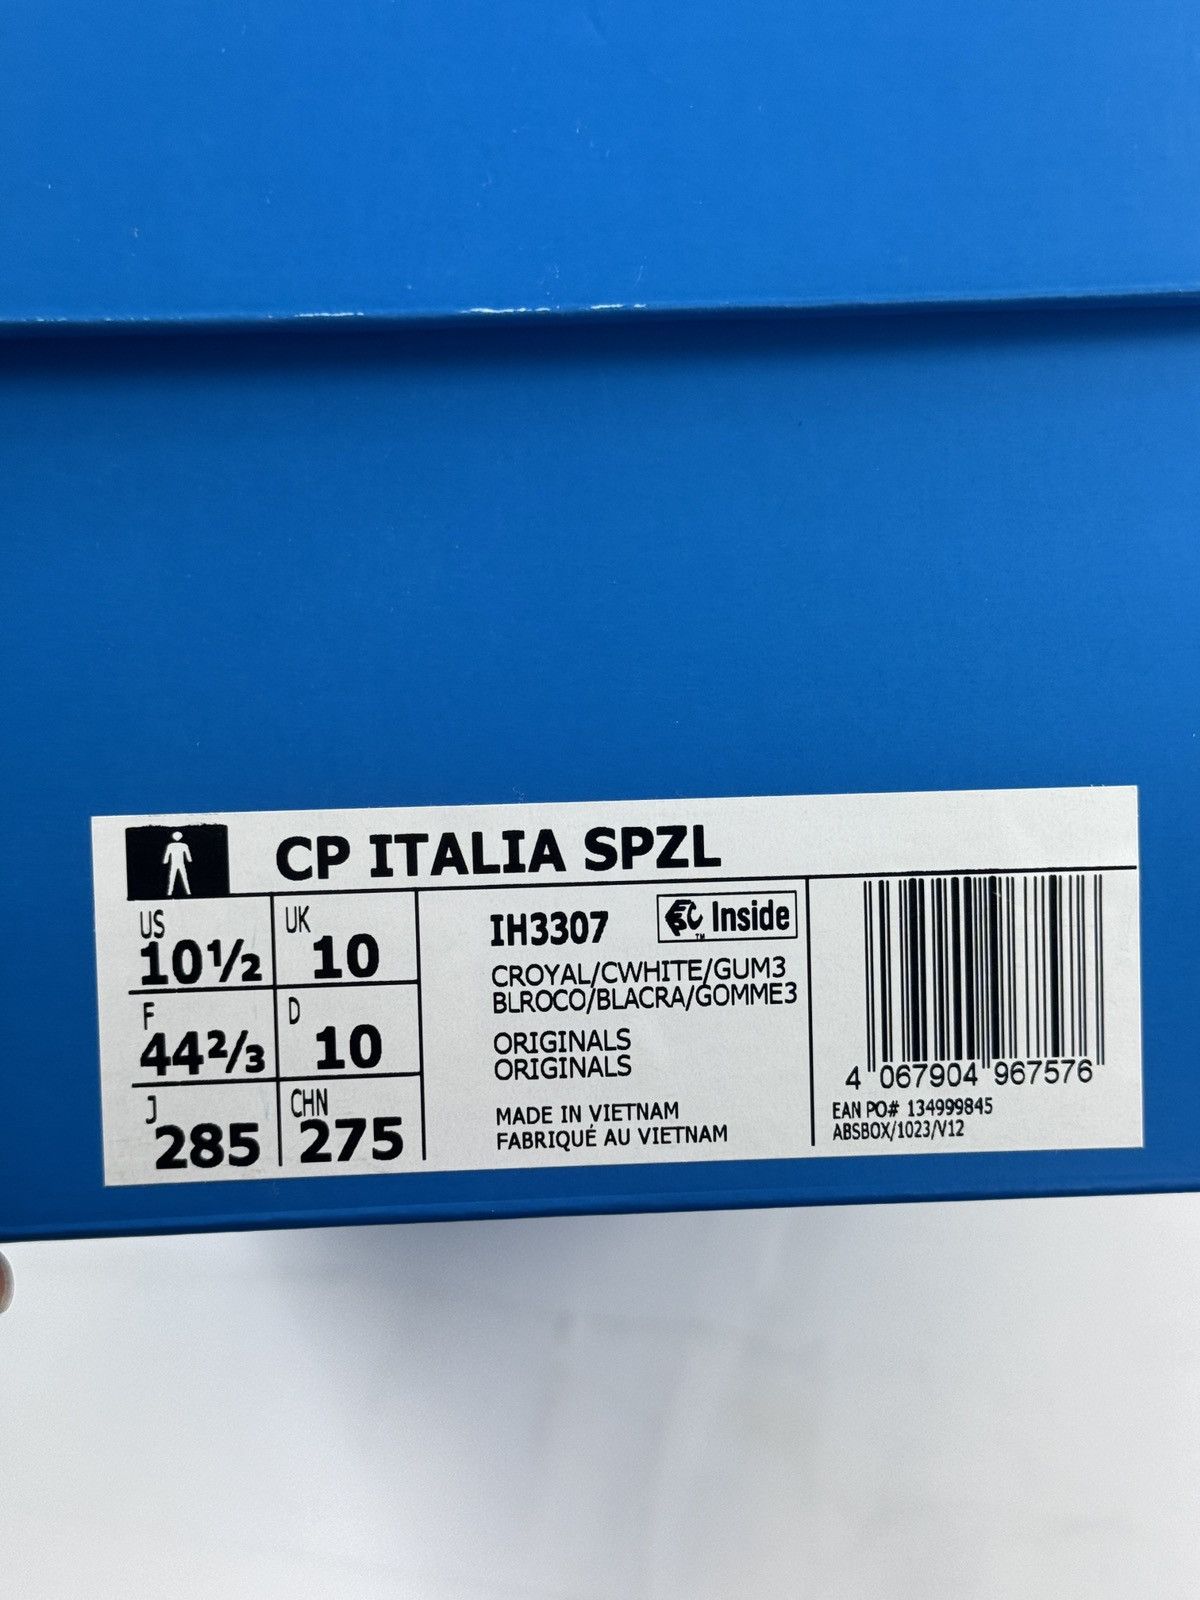 CP ITALIA SPZL
US
10½
UK
10
F
44⅔
D
10
J
285
CHN
275
IH3307
Inside
TM
CROYAL/CWHITE/GUM3
BLROCO/BLACRA/GOMME3
ORIGINALS
ORIGINALS
MADE IN VIETNAM
FABRIQUÉ AU VIETNAM
4 067904 967576
EAN PO# 134999845
ABSBOX/1023/V12